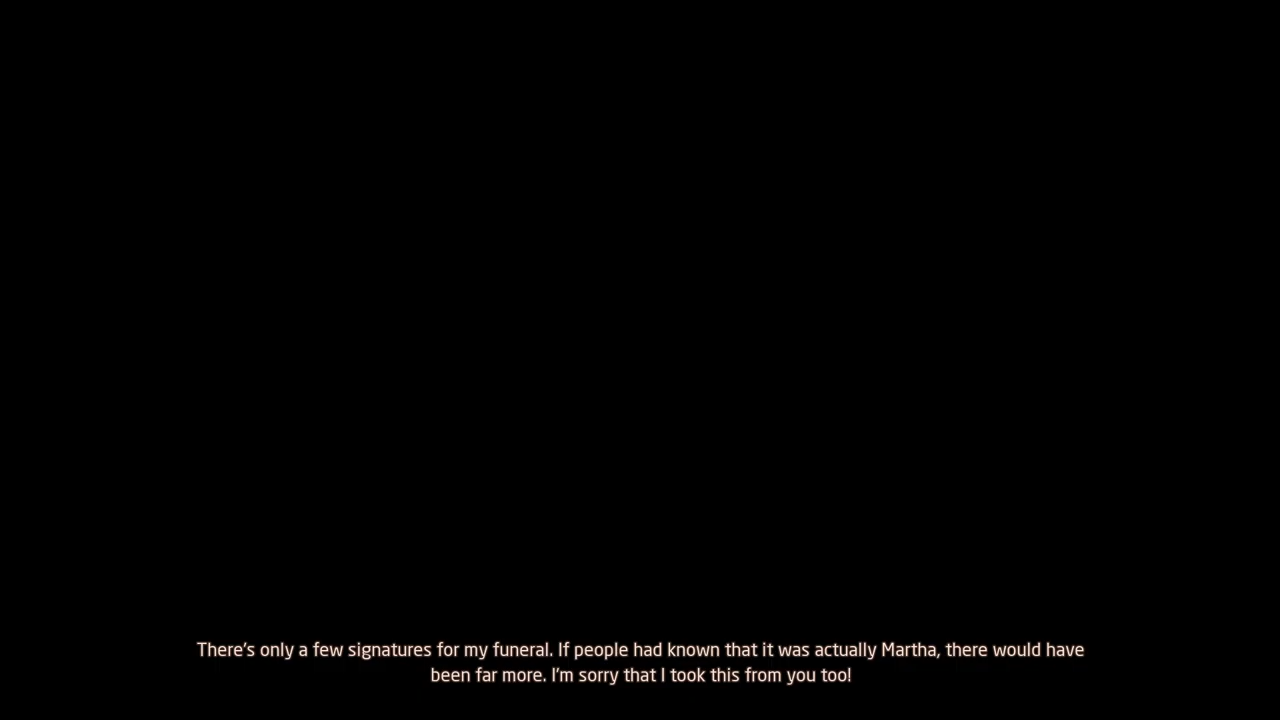 There's only a few signatures for my funeral. If people had known that it was actually Martha, there would have
been far more. I'm sorry that I took this from you too!